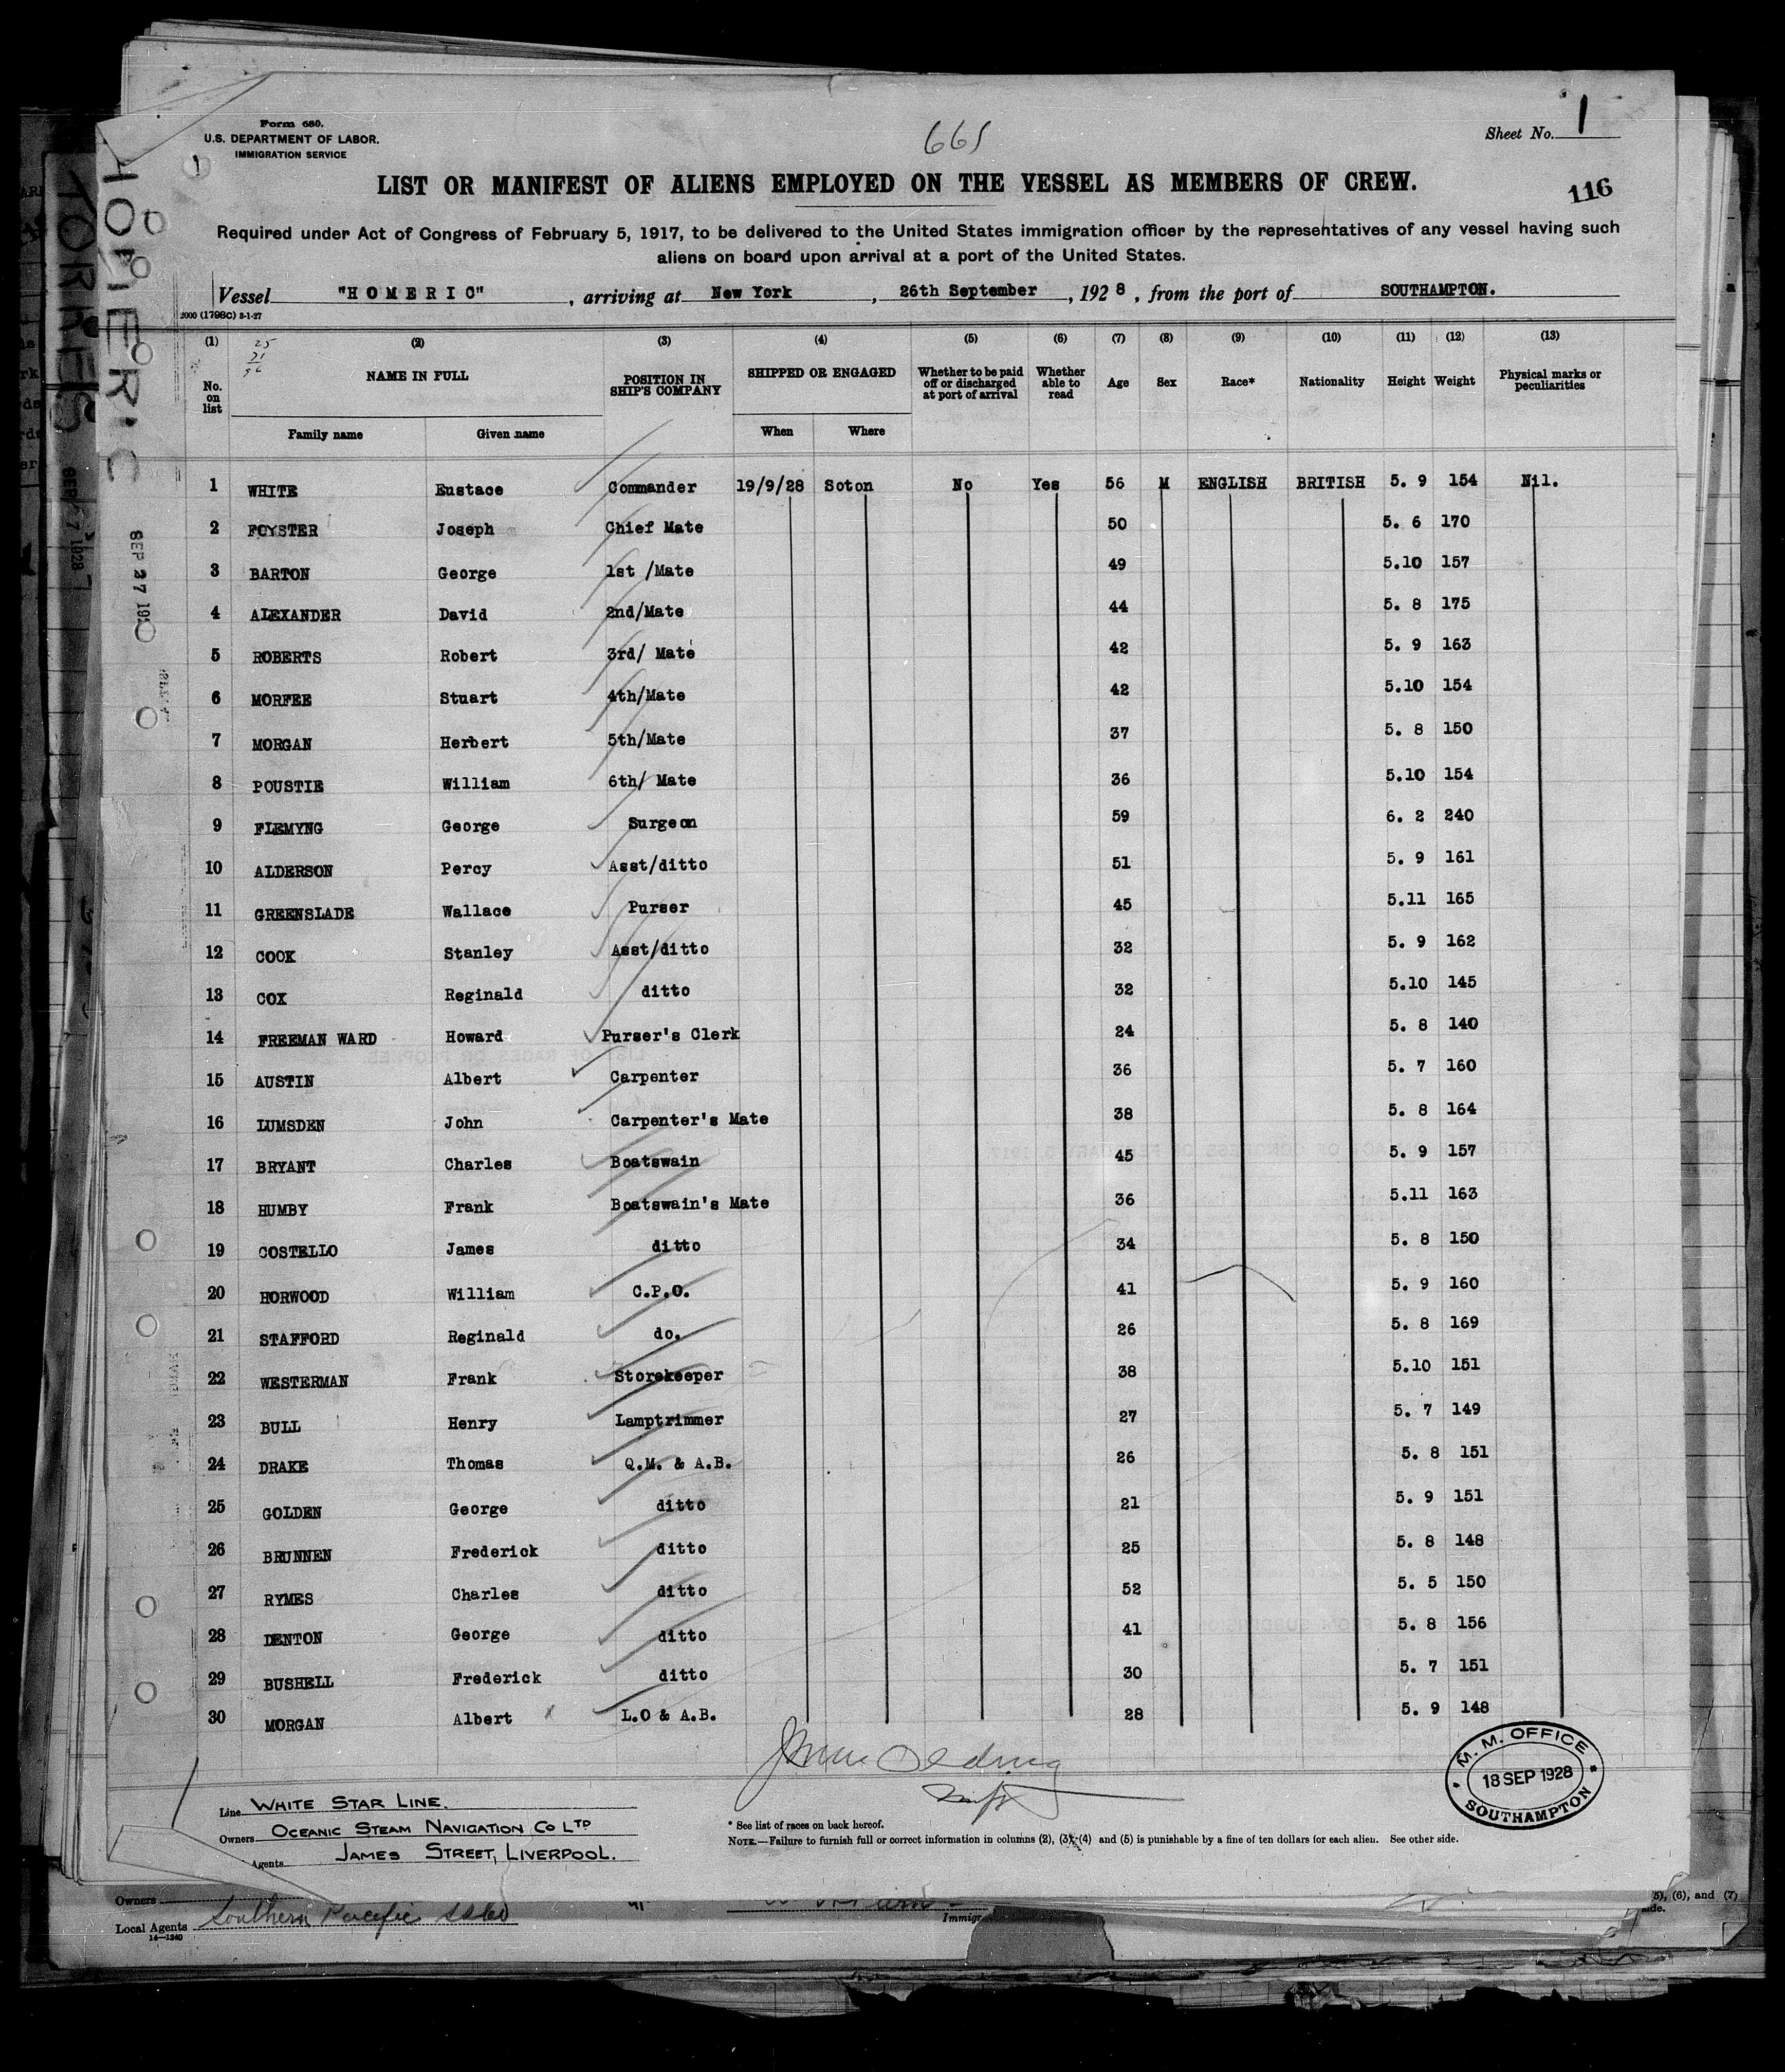 Form 680.
U.S. DEPARTMENT OF LABOR.
IMMIGRATION SERVICE
1
665
Sheet No. 1
116
LIST OR MANIFEST OF ALIENS EMPLOYED ON THE VESSEL AS MEMBERS OF CREW.
Required under Act of Congress of February 5, 1917, to be delivered to the United States immigration officer by the representatives of any vessel having such
aliens on board upon arrival at a port of the United States.
Vessel "HOMERIC", arriving at New York, 26th September, 1928, from the port of SOUTHAMPTON.
2000 (1798c) 3-1-27
HOMERIC
TORRES
SEP 27 1928
SEP 27 192
(1) (2) (3) (4) (5) (6) (7) (8) (9) (10) (11) (12) (13)
25
31
56
No. on list NAME IN FULL POSITION IN SHIP'S COMPANY SHIPPED OR ENGAGED Whether to be paid off or discharged at port of arrival Whether able to read Age Sex Race* Nationality Height Weight Physical marks or peculiarities
Family name Given name When Where
1 WHITE Eustace Commander 19/9/28 Soton No Yes 56 M ENGLISH BRITISH 5. 9 154 Nil.
2 FOYSTER Joseph Chief Mate 50 5. 6 170
3 BARTON George 1st /Mate 49 5.10 157
4 ALEXANDER David 2nd/Mate 44 5. 8 175
5 ROBERTS Robert 3rd/ Mate 42 5. 9 163
6 MORFEE Stuart 4th/Mate 42 5.10 154
7 MORGAN Herbert 5th/Mate 37 5. 8 150
8 POUSTIE William 6th/ Mate 36 5.10 154
9 FLEMYNG George Surgeon 59 6. 2 240
10 ALDERSON Percy Asst/ditto 51 5. 9 161
11 GREENSLADE Wallace Purser 45 5.11 165
12 COOK Stanley Asst/ditto 32 5. 9 162
13 COX Reginald ditto 32 5.10 145
14 FREEMAN WARD Howard Purser's Clerk 24 5. 8 140
15 AUSTIN Albert Carpenter 36 5. 7 160
16 LUMSDEN John Carpenter's Mate 38 5. 8 164
17 BRYANT Charles Boatswain 45 5. 9 157
18 HUMBY Frank Boatswain's Mate 36 5.11 163
19 COSTELLO James ditto 34 5. 8 150
20 HORWOOD William C.P.O. 41 5. 9 160
21 STAFFORD Reginald do. 26 5. 8 169
22 WESTERMAN Frank Storekeeper 38 5.10 151
23 BULL Henry Lamptrimmer 27 5. 7 149
24 DRAKE Thomas Q.M. & A.B. 26 5. 8 151
25 GOLDEN George ditto 21 5. 9 151
26 BRUNNEN Frederick ditto 25 5. 8 148
27 RYMES Charles ditto 52 5. 5 150
28 DENTON George ditto 41 5. 8 156
29 BUSHELL Frederick ditto 30 5. 7 151
30 MORGAN Albert L.O & A.B. 28 5. 9 148
M. M. OFFICE
18 SEP 1928
SOUTHAMPTON
Line WHITE STAR LINE.
Owners OCEANIC STEAM NAVIGATION CO LTD
Agents JAMES STREET, LIVERPOOL.
* See list of races on back hereof.
NOTE.—Failure to furnish full or correct information in columns (2), (3), (4) and (5) is punishable by a fine of ten dollars for each alien. See other side.
Owners
Local Agents Southern Pacific
14—1240
Immigr
5), (6), and (7)